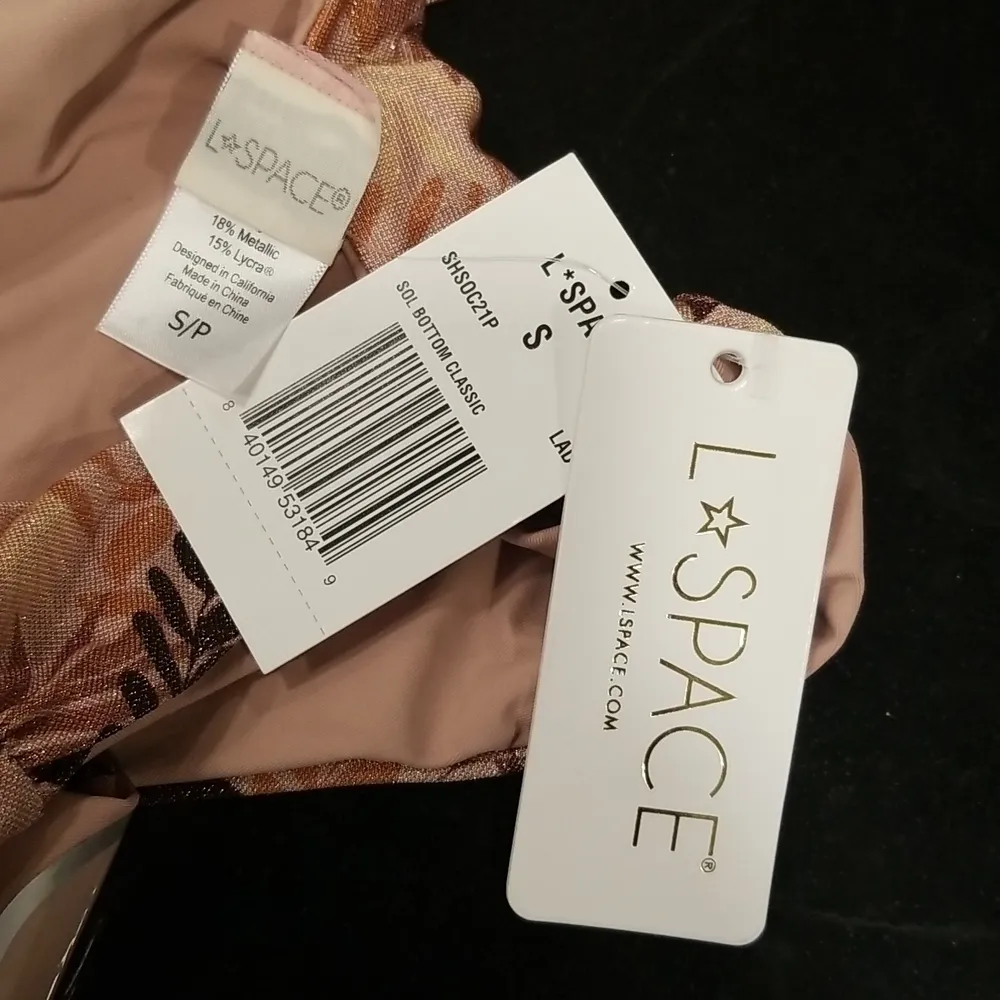 L☆SPACE®
18% Metallic
15% Lycra®
Designed in California
Made in China
Fabriqué en Chine
S/P
L*SPA
S
SHSOC21P
SOL BOTTOM CLASSIC
8 40149 53184 9
L☆SPACE®
WWW.LSPACE.COM